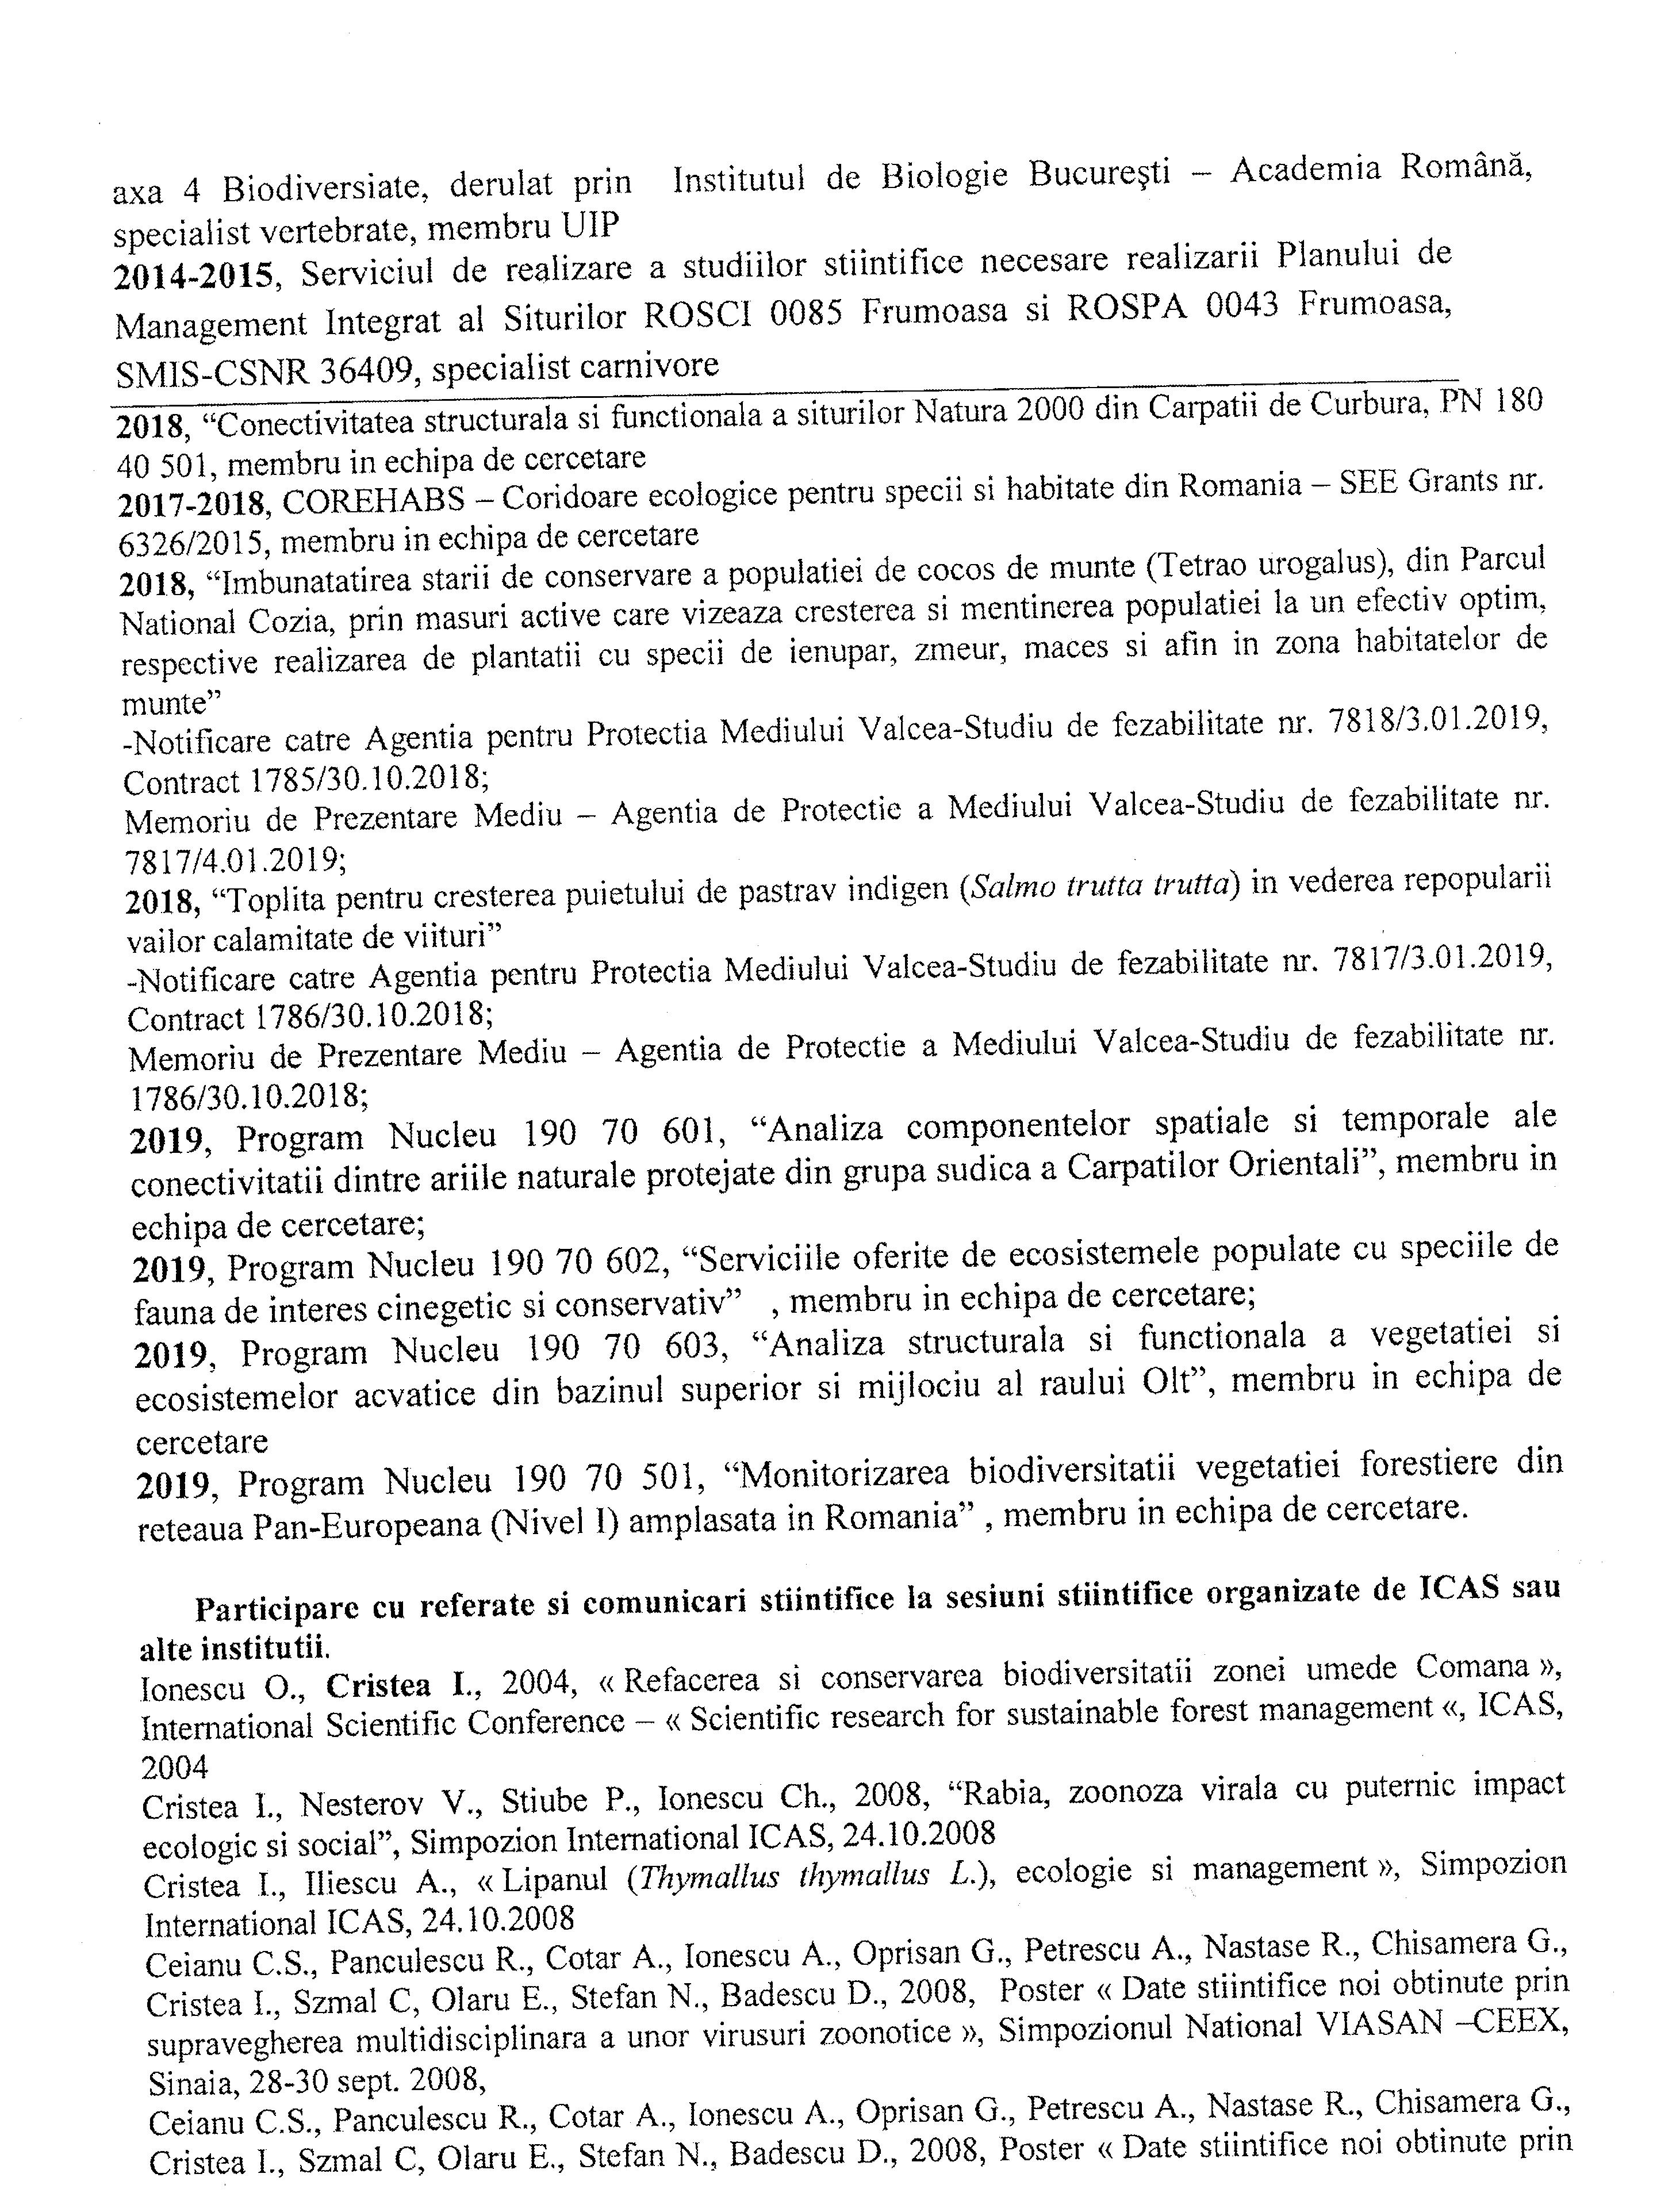 axa 4 Biodiversiate, derulat prin Institutul de Biologie București – Academia Română,
specialist vertebrate, membru UIP
2014-2015, Serviciul de realizare a studiilor stiintifice necesare realizarii Planului de
Management Integrat al Siturilor ROSCI 0085 Frumoasa si ROSPA 0043 Frumoasa,
SMIS-CSNR 36409, specialist carnivore
2018, “Conectivitatea structurala si functionala a siturilor Natura 2000 din Carpatii de Curbura, PN 180
40 501, membru in echipa de cercetare
2017-2018, COREHABS – Coridoare ecologice pentru specii si habitate din Romania – SEE Grants nr.
6326/2015, membru in echipa de cercetare
2018, “Imbunatatirea starii de conservare a populatiei de cocos de munte (Tetrao urogalus), din Parcul
National Cozia, prin masuri active care vizeaza cresterea si mentinerea populatiei la un efectiv optim,
respective realizarea de plantatii cu specii de ienupar, zmeur, maces si afin in zona habitatelor de
munte”
-Notificare catre Agentia pentru Protectia Mediului Valcea-Studiu de fezabilitate nr. 7818/3.01.2019,
Contract 1785/30.10.2018;
Memoriu de Prezentare Mediu – Agentia de Protectie a Mediului Valcea-Studiu de fezabilitate nr.
7817/4.01.2019;
2018, “Toplita pentru cresterea puietului de pastrav indigen (Salmo trutta trutta) in vederea repopularii
vailor calamitate de viituri”
-Notificare catre Agentia pentru Protectia Mediului Valcea-Studiu de fezabilitate nr. 7817/3.01.2019,
Contract 1786/30.10.2018;
Memoriu de Prezentare Mediu – Agentia de Protectie a Mediului Valcea-Studiu de fezabilitate nr.
1786/30.10.2018;
2019, Program Nucleu 190 70 601, “Analiza componentelor spatiale si temporale ale
conectivitatii dintre ariile naturale protejate din grupa sudica a Carpatilor Orientali”, membru in
echipa de cercetare;
2019, Program Nucleu 190 70 602, “Serviciile oferite de ecosistemele populate cu speciile de
fauna de interes cinegetic si conservativ” , membru in echipa de cercetare;
2019, Program Nucleu 190 70 603, “Analiza structurala si functionala a vegetatiei si
ecosistemelor acvatice din bazinul superior si mijlociu al raului Olt”, membru in echipa de
cercetare
2019, Program Nucleu 190 70 501, “Monitorizarea biodiversitatii vegetatiei forestiere din
reteaua Pan-Europeana (Nivel I) amplasata in Romania” , membru in echipa de cercetare.
Participare cu referate si comunicari stiintifice la sesiuni stiintifice organizate de ICAS sau
alte institutii.
Ionescu O., Cristea I., 2004, « Refacerea si conservarea biodiversitatii zonei umede Comana »,
International Scientific Conference – « Scientific research for sustainable forest management «, ICAS,
2004
Cristea I., Nesterov V., Stiube P., Ionescu Ch., 2008, “Rabia, zoonoza virala cu puternic impact
ecologic si social”, Simpozion International ICAS, 24.10.2008
Cristea I., Iliescu A., « Lipanul (Thymallus thymallus L.), ecologie si management », Simpozion
International ICAS, 24.10.2008
Ceianu C.S., Panculescu R., Cotar A., Ionescu A., Oprisan G., Petrescu A., Nastase R., Chisamera G.,
Cristea I., Szmal C, Olaru E., Stefan N., Badescu D., 2008, Poster « Date stiintifice noi obtinute prin
supravegherea multidisciplinara a unor virusuri zoonotice », Simpozionul National VIASAN –CEEX,
Sinaia, 28-30 sept. 2008,
Ceianu C.S., Panculescu R., Cotar A., Ionescu A., Oprisan G., Petrescu A., Nastase R., Chisamera G.,
Cristea I., Szmal C, Olaru E., Stefan N., Badescu D., 2008, Poster « Date stiintifice noi obtinute prin